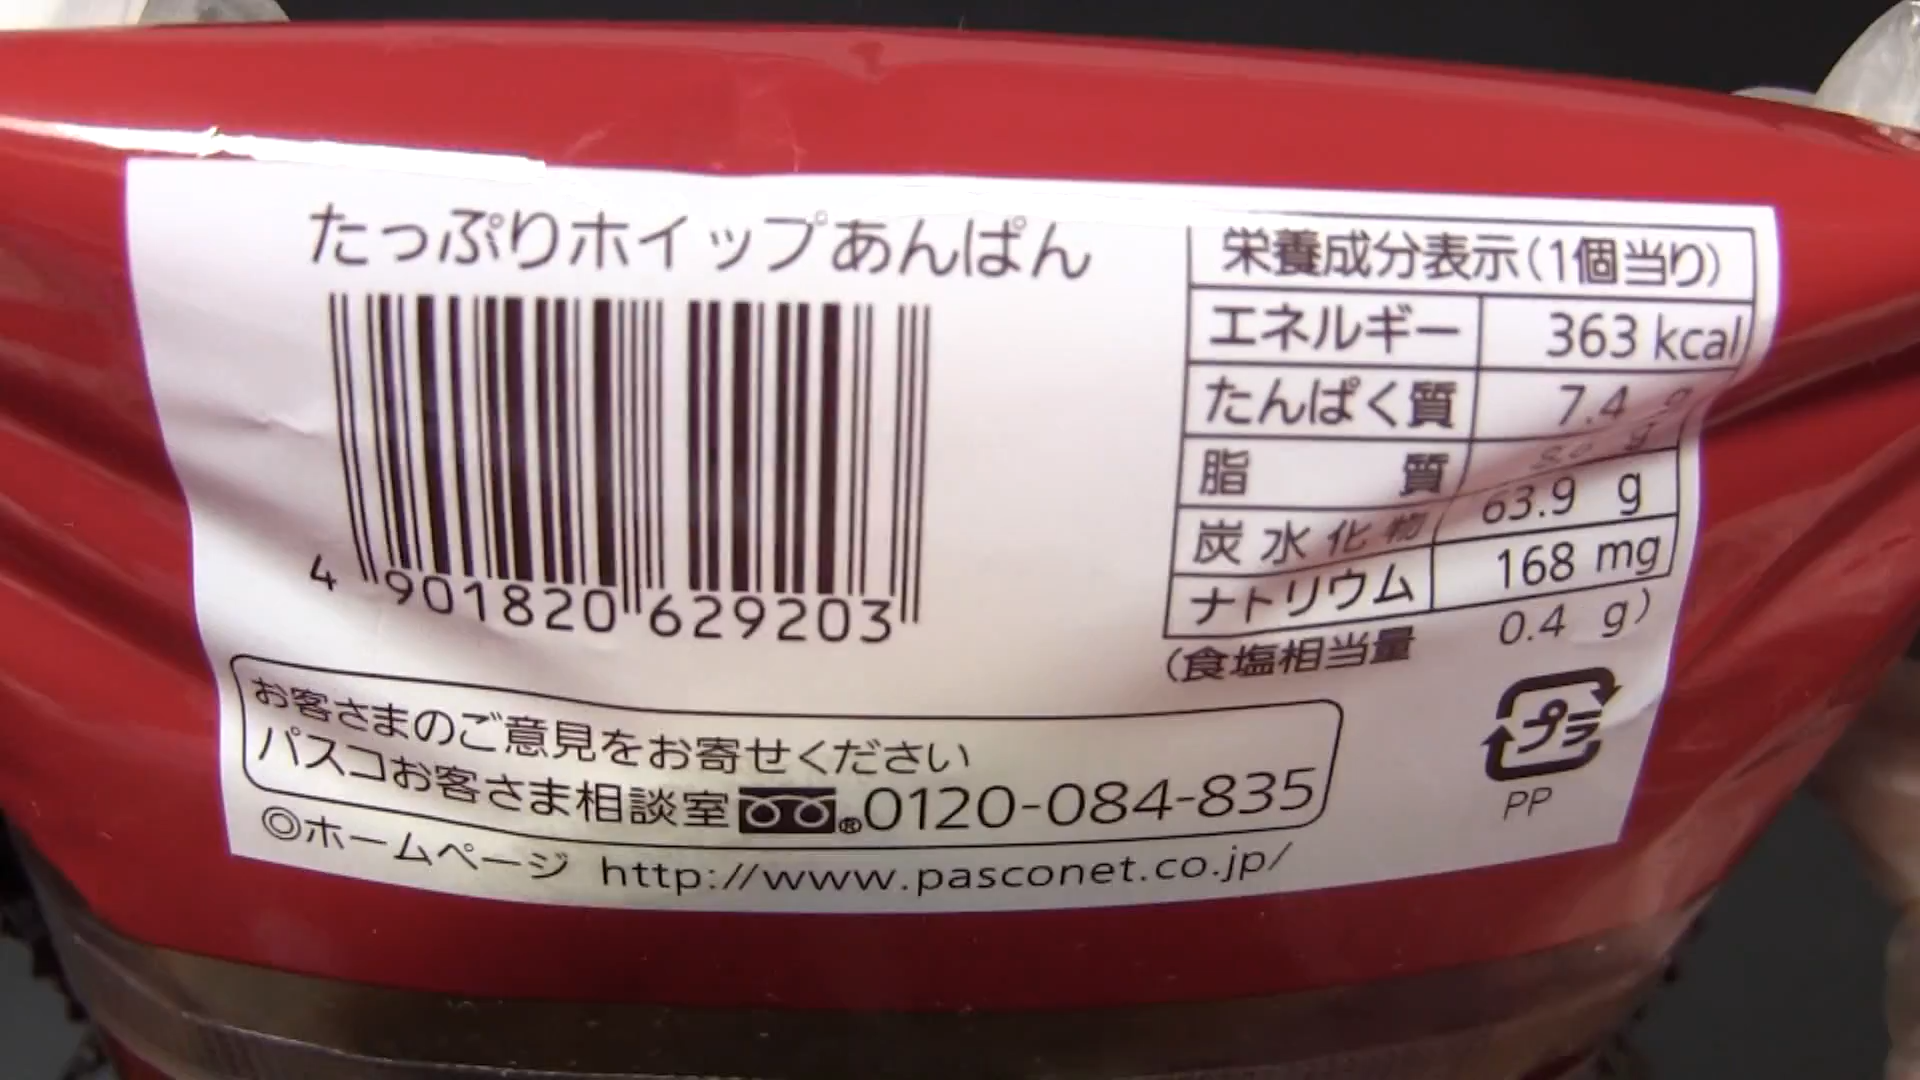 たっぷりホイップあんぱん
4 901820 629203
栄養成分表示(1個当り)
エネルギー 363 kcal
たんぱく質 7.4 g
脂質 g
炭水化物 63.9 g
ナトリウム 168 mg
(食塩相当量 0.4 g)
お客さまのご意見をお寄せください
パスコお客さま相談室 ®0120-084-835
◎ホームページ http://www.pasconet.co.jp/
プラ
PP